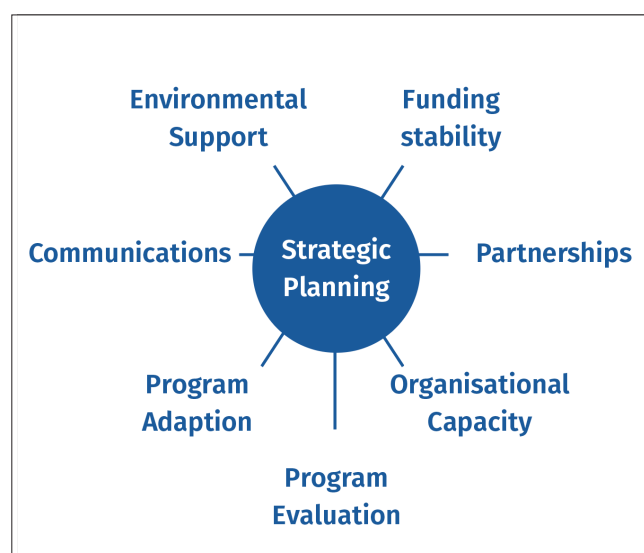 Environmental
Support
Funding
stability
Communications
Strategic
Planning
Partnerships
Program
Adaption
Organisational
Capacity
Program
Evaluation